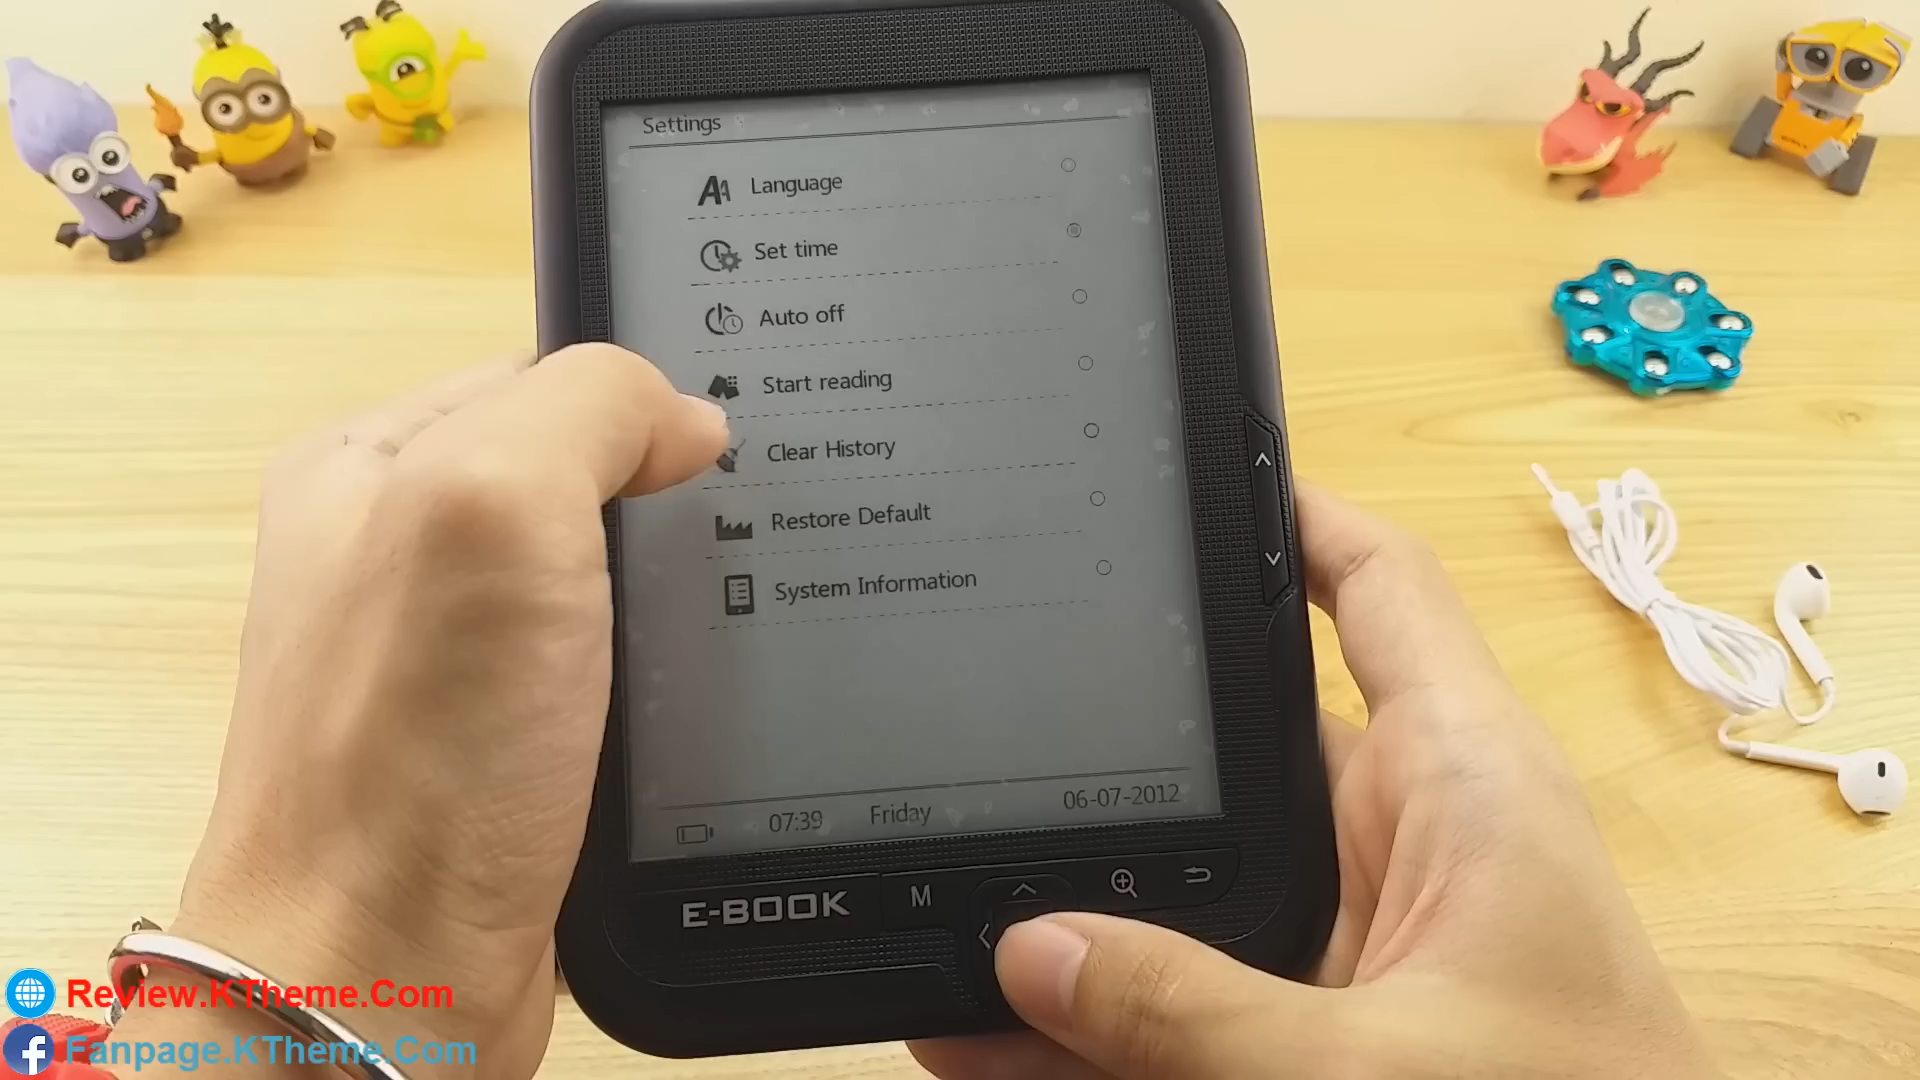 Settings
Language
Set time
Auto off
Start reading
Clear History
Restore Default
System Information
07:39 Friday 06-07-2012
E-BOOK M
Review.KTheme.Com
Fanpage.KTheme.Com